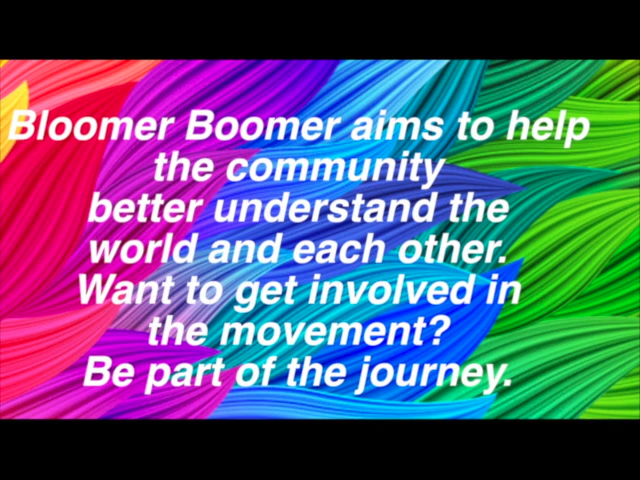 Bloomer Boomer aims to help
the community
better understand the
world and each other.
Want to get involved in
the movement?
Be part of the journey.